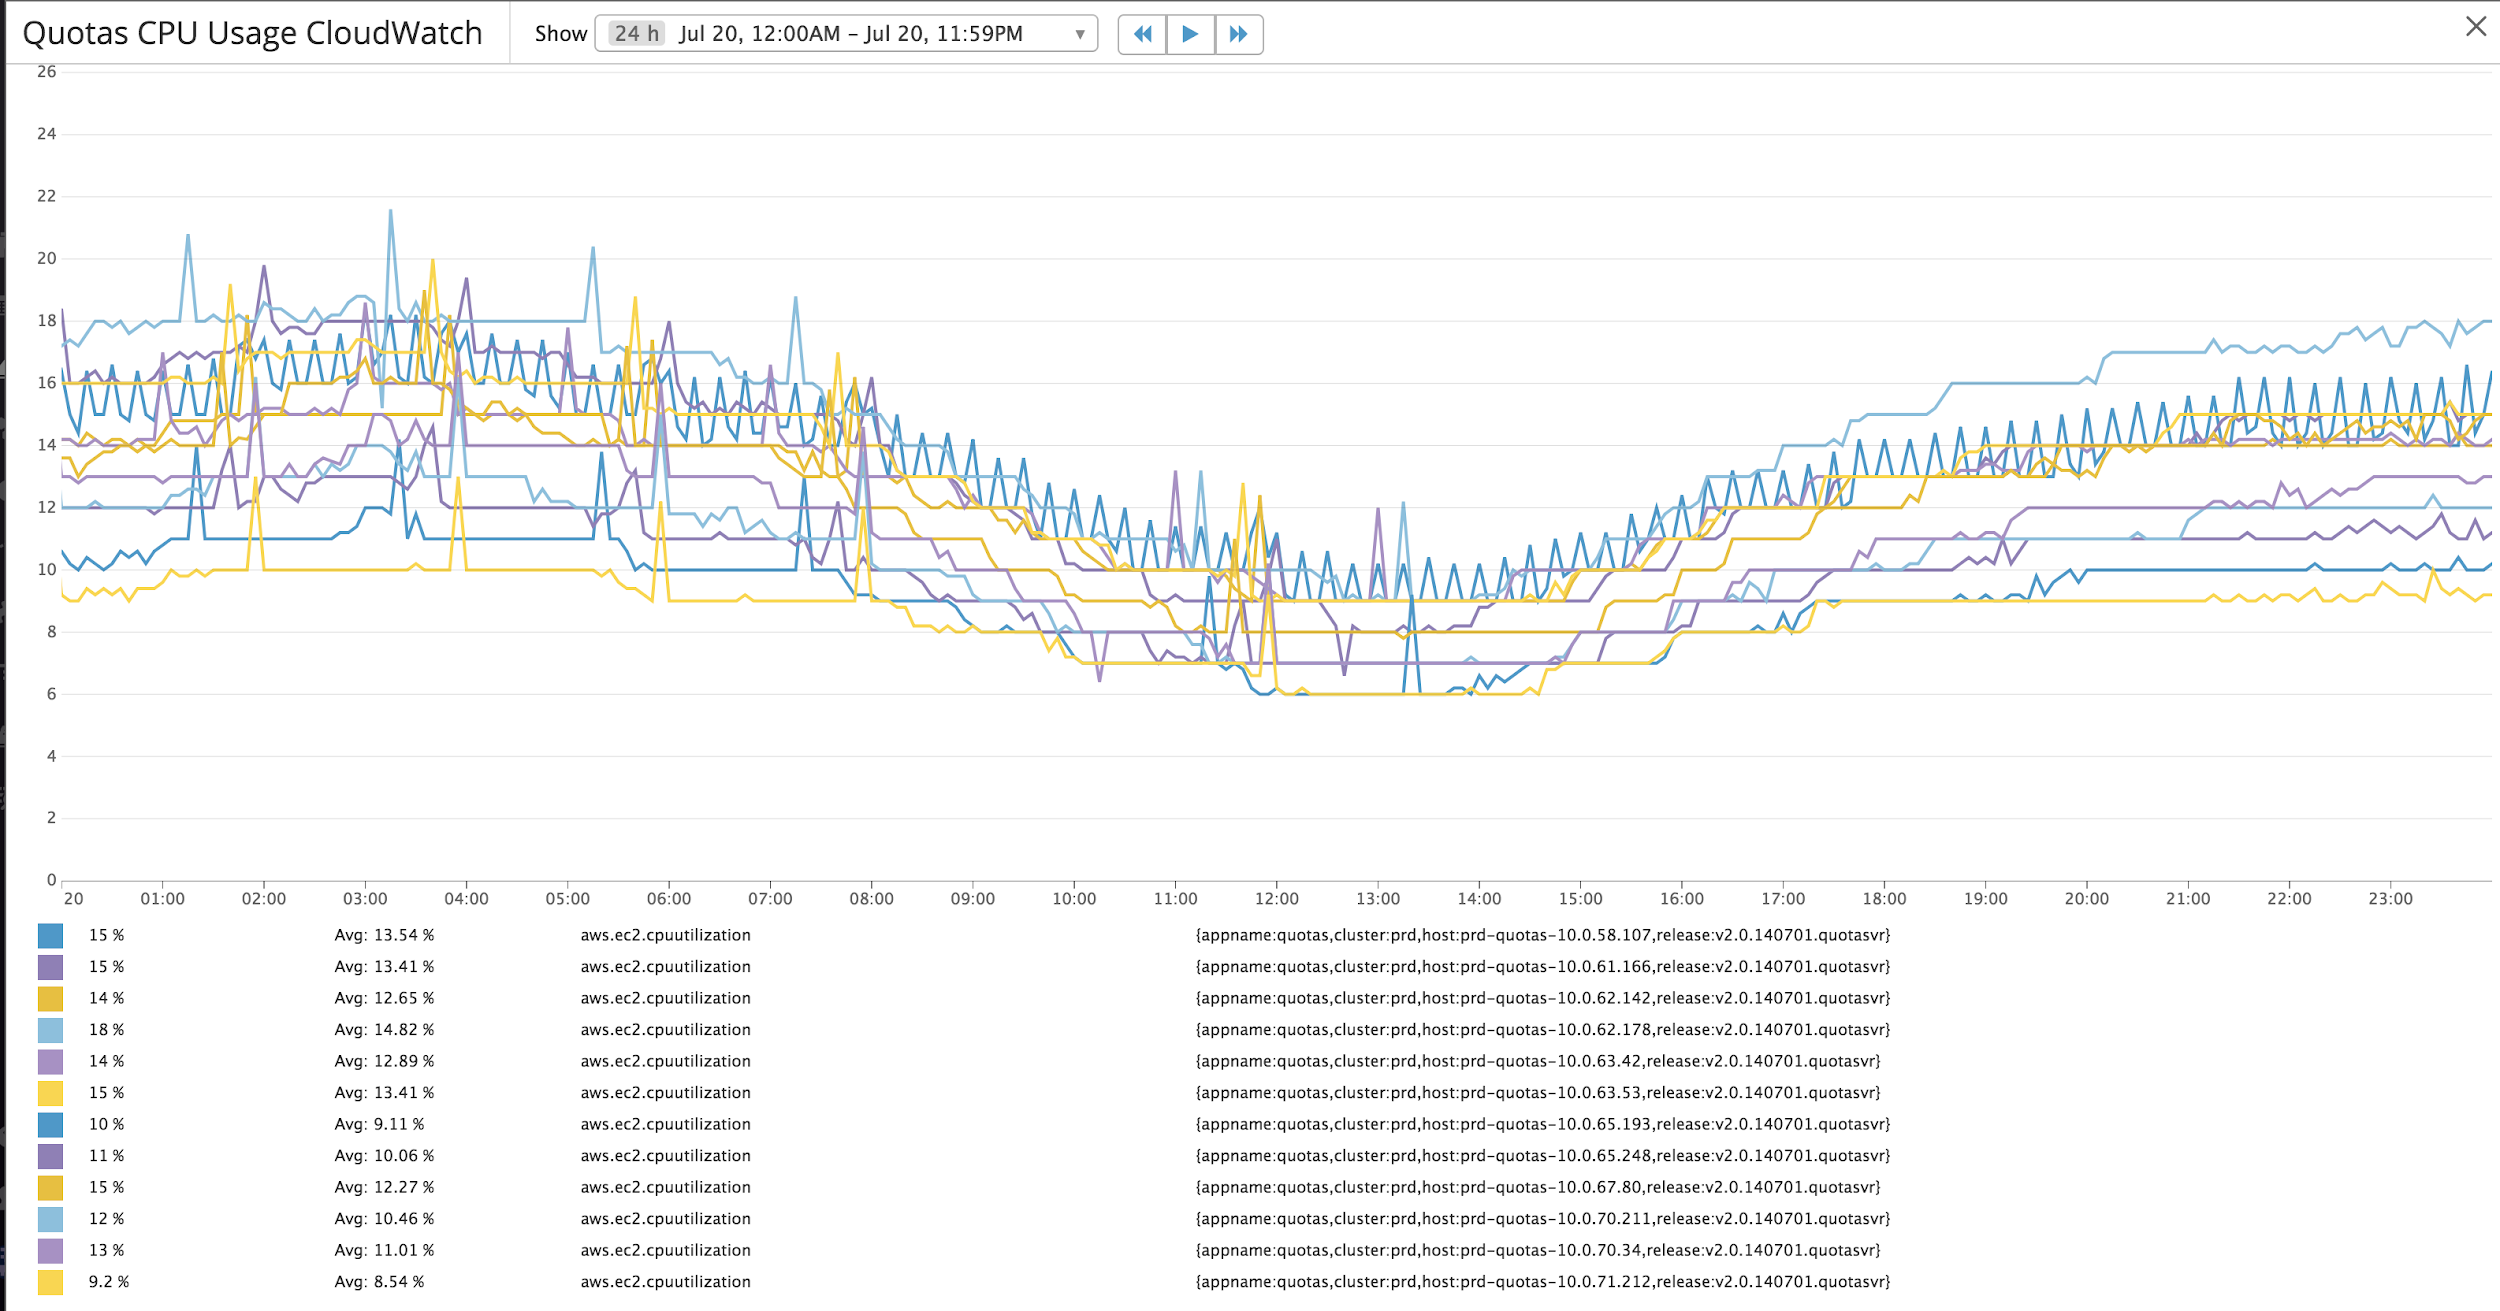 Quotas CPU Usage CloudWatch Show 24 h Jul 20, 12:00AM – Jul 20, 11:59PM
26
24
22
20
18
16
14
12
10
8
6
4
2
0
20 01:00 02:00 03:00 04:00 05:00 06:00 07:00 08:00 09:00 10:00 11:00 12:00 13:00 14:00 15:00 16:00 17:00 18:00 19:00 20:00 21:00 22:00 23:00
15 % Avg: 13.54 % aws.ec2.cpuutilization {appname:quotas,cluster:prd,host:prd-quotas-10.0.58.107,release:v2.0.140701.quotasvr}
15 % Avg: 13.41 % aws.ec2.cpuutilization {appname:quotas,cluster:prd,host:prd-quotas-10.0.61.166,release:v2.0.140701.quotasvr}
14 % Avg: 12.65 % aws.ec2.cpuutilization {appname:quotas,cluster:prd,host:prd-quotas-10.0.62.142,release:v2.0.140701.quotasvr}
18 % Avg: 14.82 % aws.ec2.cpuutilization {appname:quotas,cluster:prd,host:prd-quotas-10.0.62.178,release:v2.0.140701.quotasvr}
14 % Avg: 12.89 % aws.ec2.cpuutilization {appname:quotas,cluster:prd,host:prd-quotas-10.0.63.42,release:v2.0.140701.quotasvr}
15 % Avg: 13.41 % aws.ec2.cpuutilization {appname:quotas,cluster:prd,host:prd-quotas-10.0.63.53,release:v2.0.140701.quotasvr}
10 % Avg: 9.11 % aws.ec2.cpuutilization {appname:quotas,cluster:prd,host:prd-quotas-10.0.65.193,release:v2.0.140701.quotasvr}
11 % Avg: 10.06 % aws.ec2.cpuutilization {appname:quotas,cluster:prd,host:prd-quotas-10.0.65.248,release:v2.0.140701.quotasvr}
15 % Avg: 12.27 % aws.ec2.cpuutilization {appname:quotas,cluster:prd,host:prd-quotas-10.0.67.80,release:v2.0.140701.quotasvr}
12 % Avg: 10.46 % aws.ec2.cpuutilization {appname:quotas,cluster:prd,host:prd-quotas-10.0.70.211,release:v2.0.140701.quotasvr}
13 % Avg: 11.01 % aws.ec2.cpuutilization {appname:quotas,cluster:prd,host:prd-quotas-10.0.70.34,release:v2.0.140701.quotasvr}
9.2 % Avg: 8.54 % aws.ec2.cpuutilization {appname:quotas,cluster:prd,host:prd-quotas-10.0.71.212,release:v2.0.140701.quotasvr}